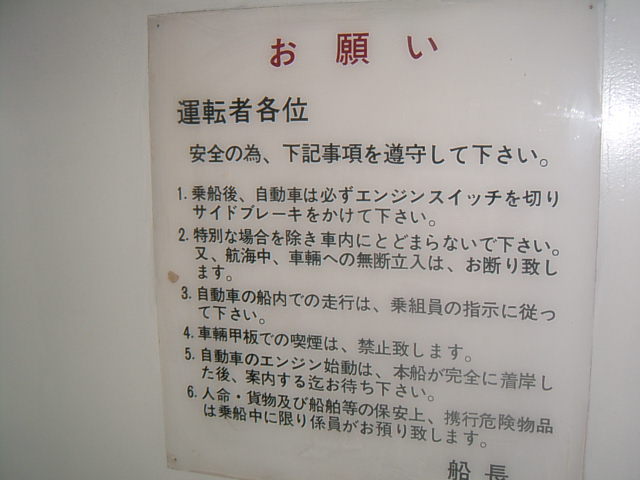 お願い
運転者各位
安全の為、下記事項を遵守して下さい。
1. 乗船後、自動車は必ずエンジンスイッチを切り
サイドブレーキをかけて下さい。
2. 特別な場合を除き車内にとどまらないで下さい。
又、航海中、車輛への無断立入は、お断り致し
ます。
3. 自動車の船内での走行は、乗組員の指示に従っ
て下さい。
4. 車輛甲板での喫煙は、禁止致します。
5. 自動車のエンジン始動は、本船が完全に着岸し
た後、案内する迄お待ち下さい。
6. 人命・貨物及び船舶等の保安上、携行危険物品
は乗船中に限り係員がお預り致します。
船長